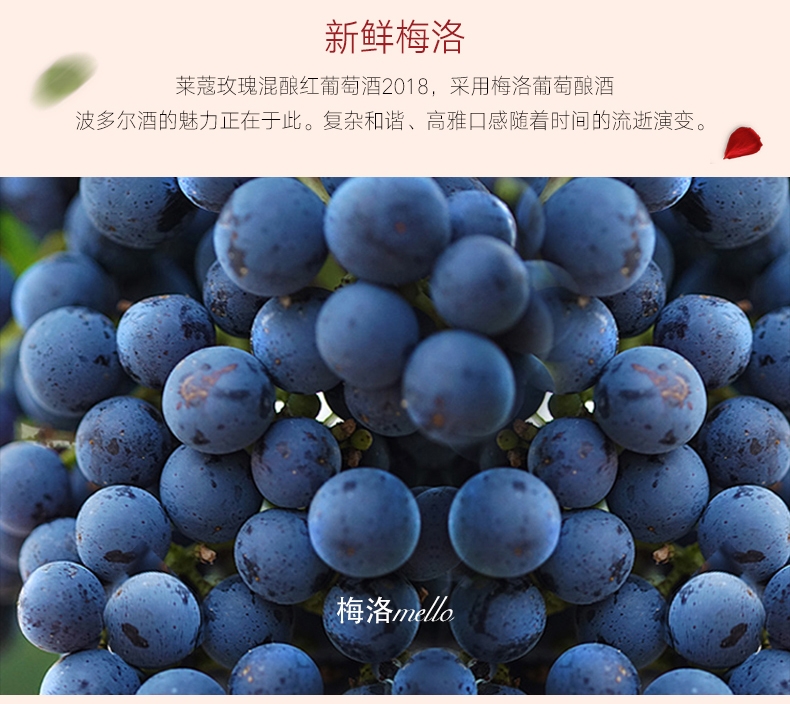 新鲜梅洛
莱蔻玫瑰混酿红葡萄酒2018，采用梅洛葡萄酿酒
波多尔酒的魅力正在于此。复杂和谐、高雅口感随着时间的流逝演变。
梅洛mello